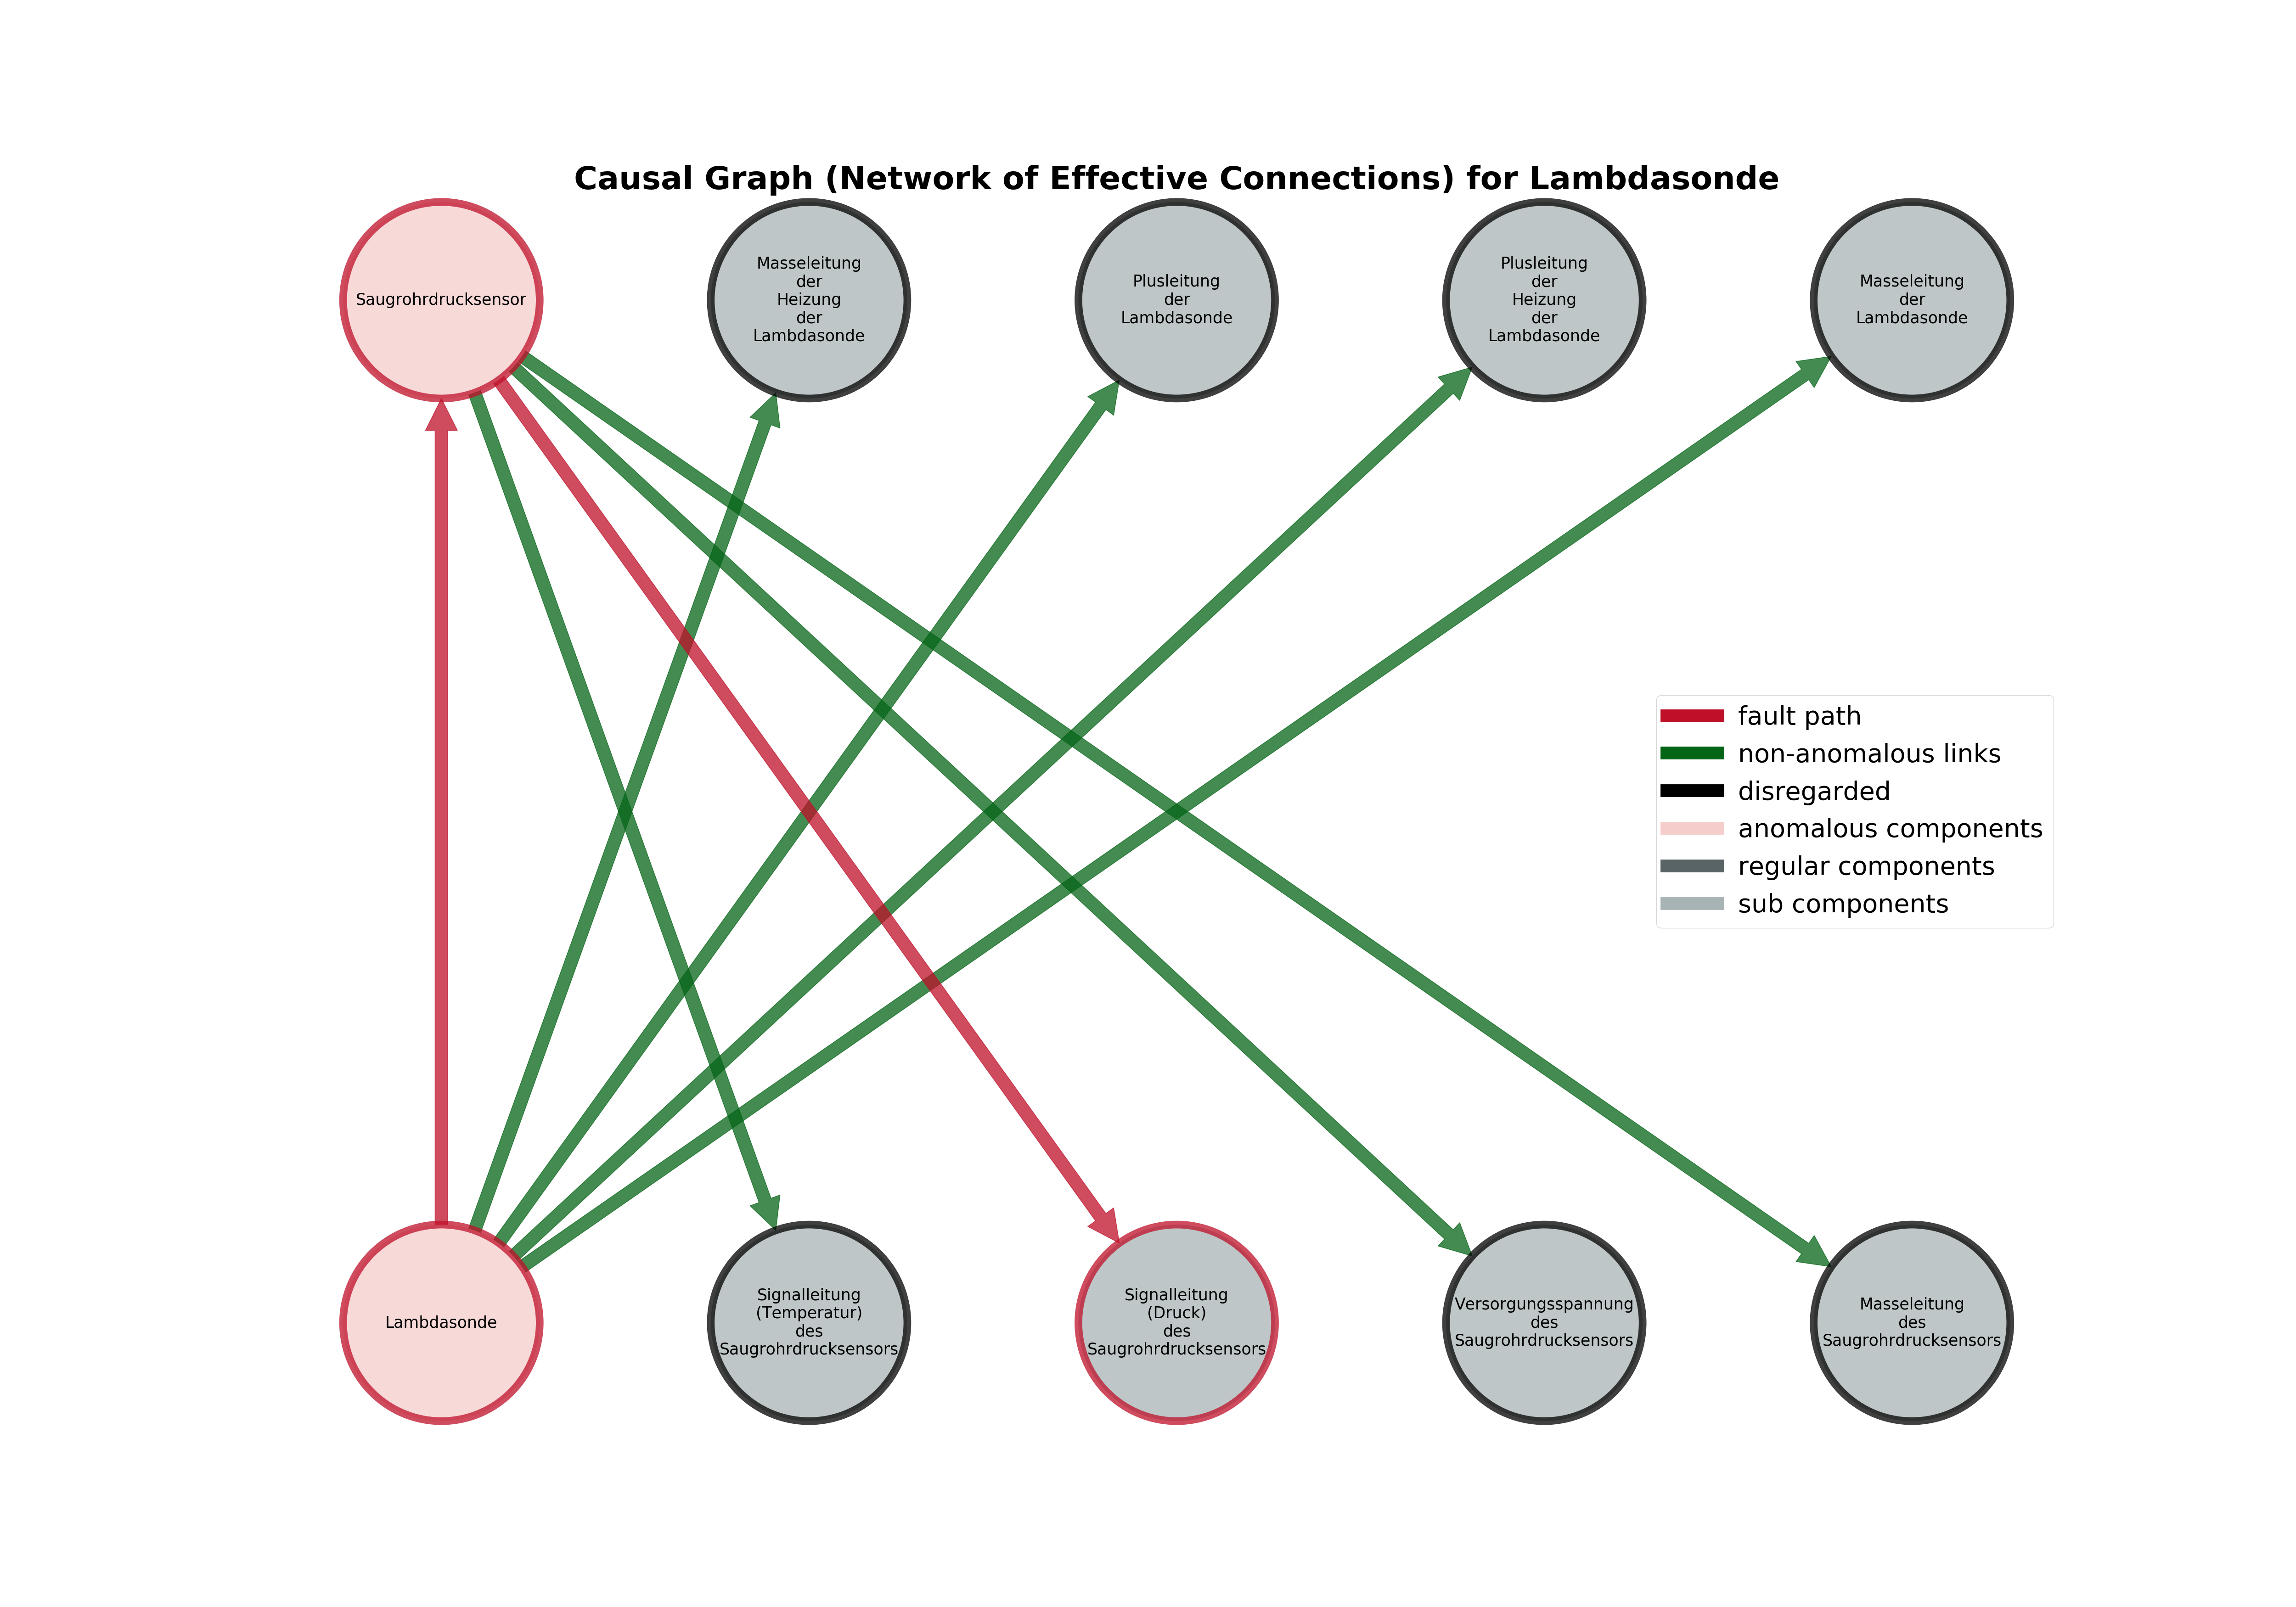 Causal Graph (Network of Effective Connections) for Lambdasonde
Saugrohrdrucksensor
Masseleitung
der
Heizung
der
Lambdasonde
Plusleitung
der
Lambdasonde
Plusleitung
der
Heizung
der
Lambdasonde
Masseleitung
der
Lambdasonde
fault path
non-anomalous links
disregarded
anomalous components
regular components
sub components
Lambdasonde
Signalleitung
(Temperatur)
des
Saugrohrdrucksensors
Signalleitung
(Druck)
des
Saugrohrdrucksensors
Versorgungsspannung
des
Saugrohrdrucksensors
Masseleitung
des
Saugrohrdrucksensors